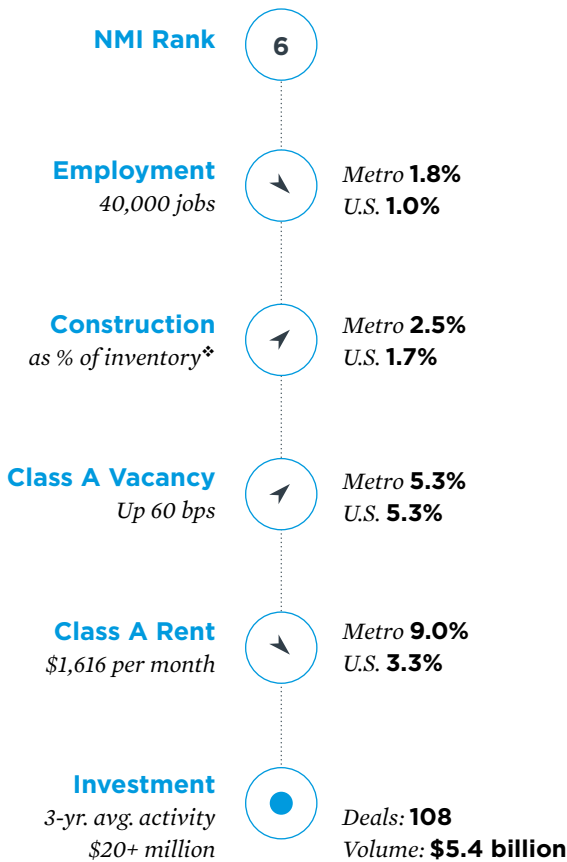 NMI Rank
6
Employment
40,000 jobs
Metro 1.8%
U.S. 1.0%
Construction
as % of inventory❖
Metro 2.5%
U.S. 1.7%
Class A Vacancy
Up 60 bps
Metro 5.3%
U.S. 5.3%
Class A Rent
$1,616 per month
Metro 9.0%
U.S. 3.3%
Investment
3-yr. avg. activity
$20+ million
Deals: 108
Volume: $5.4 billion